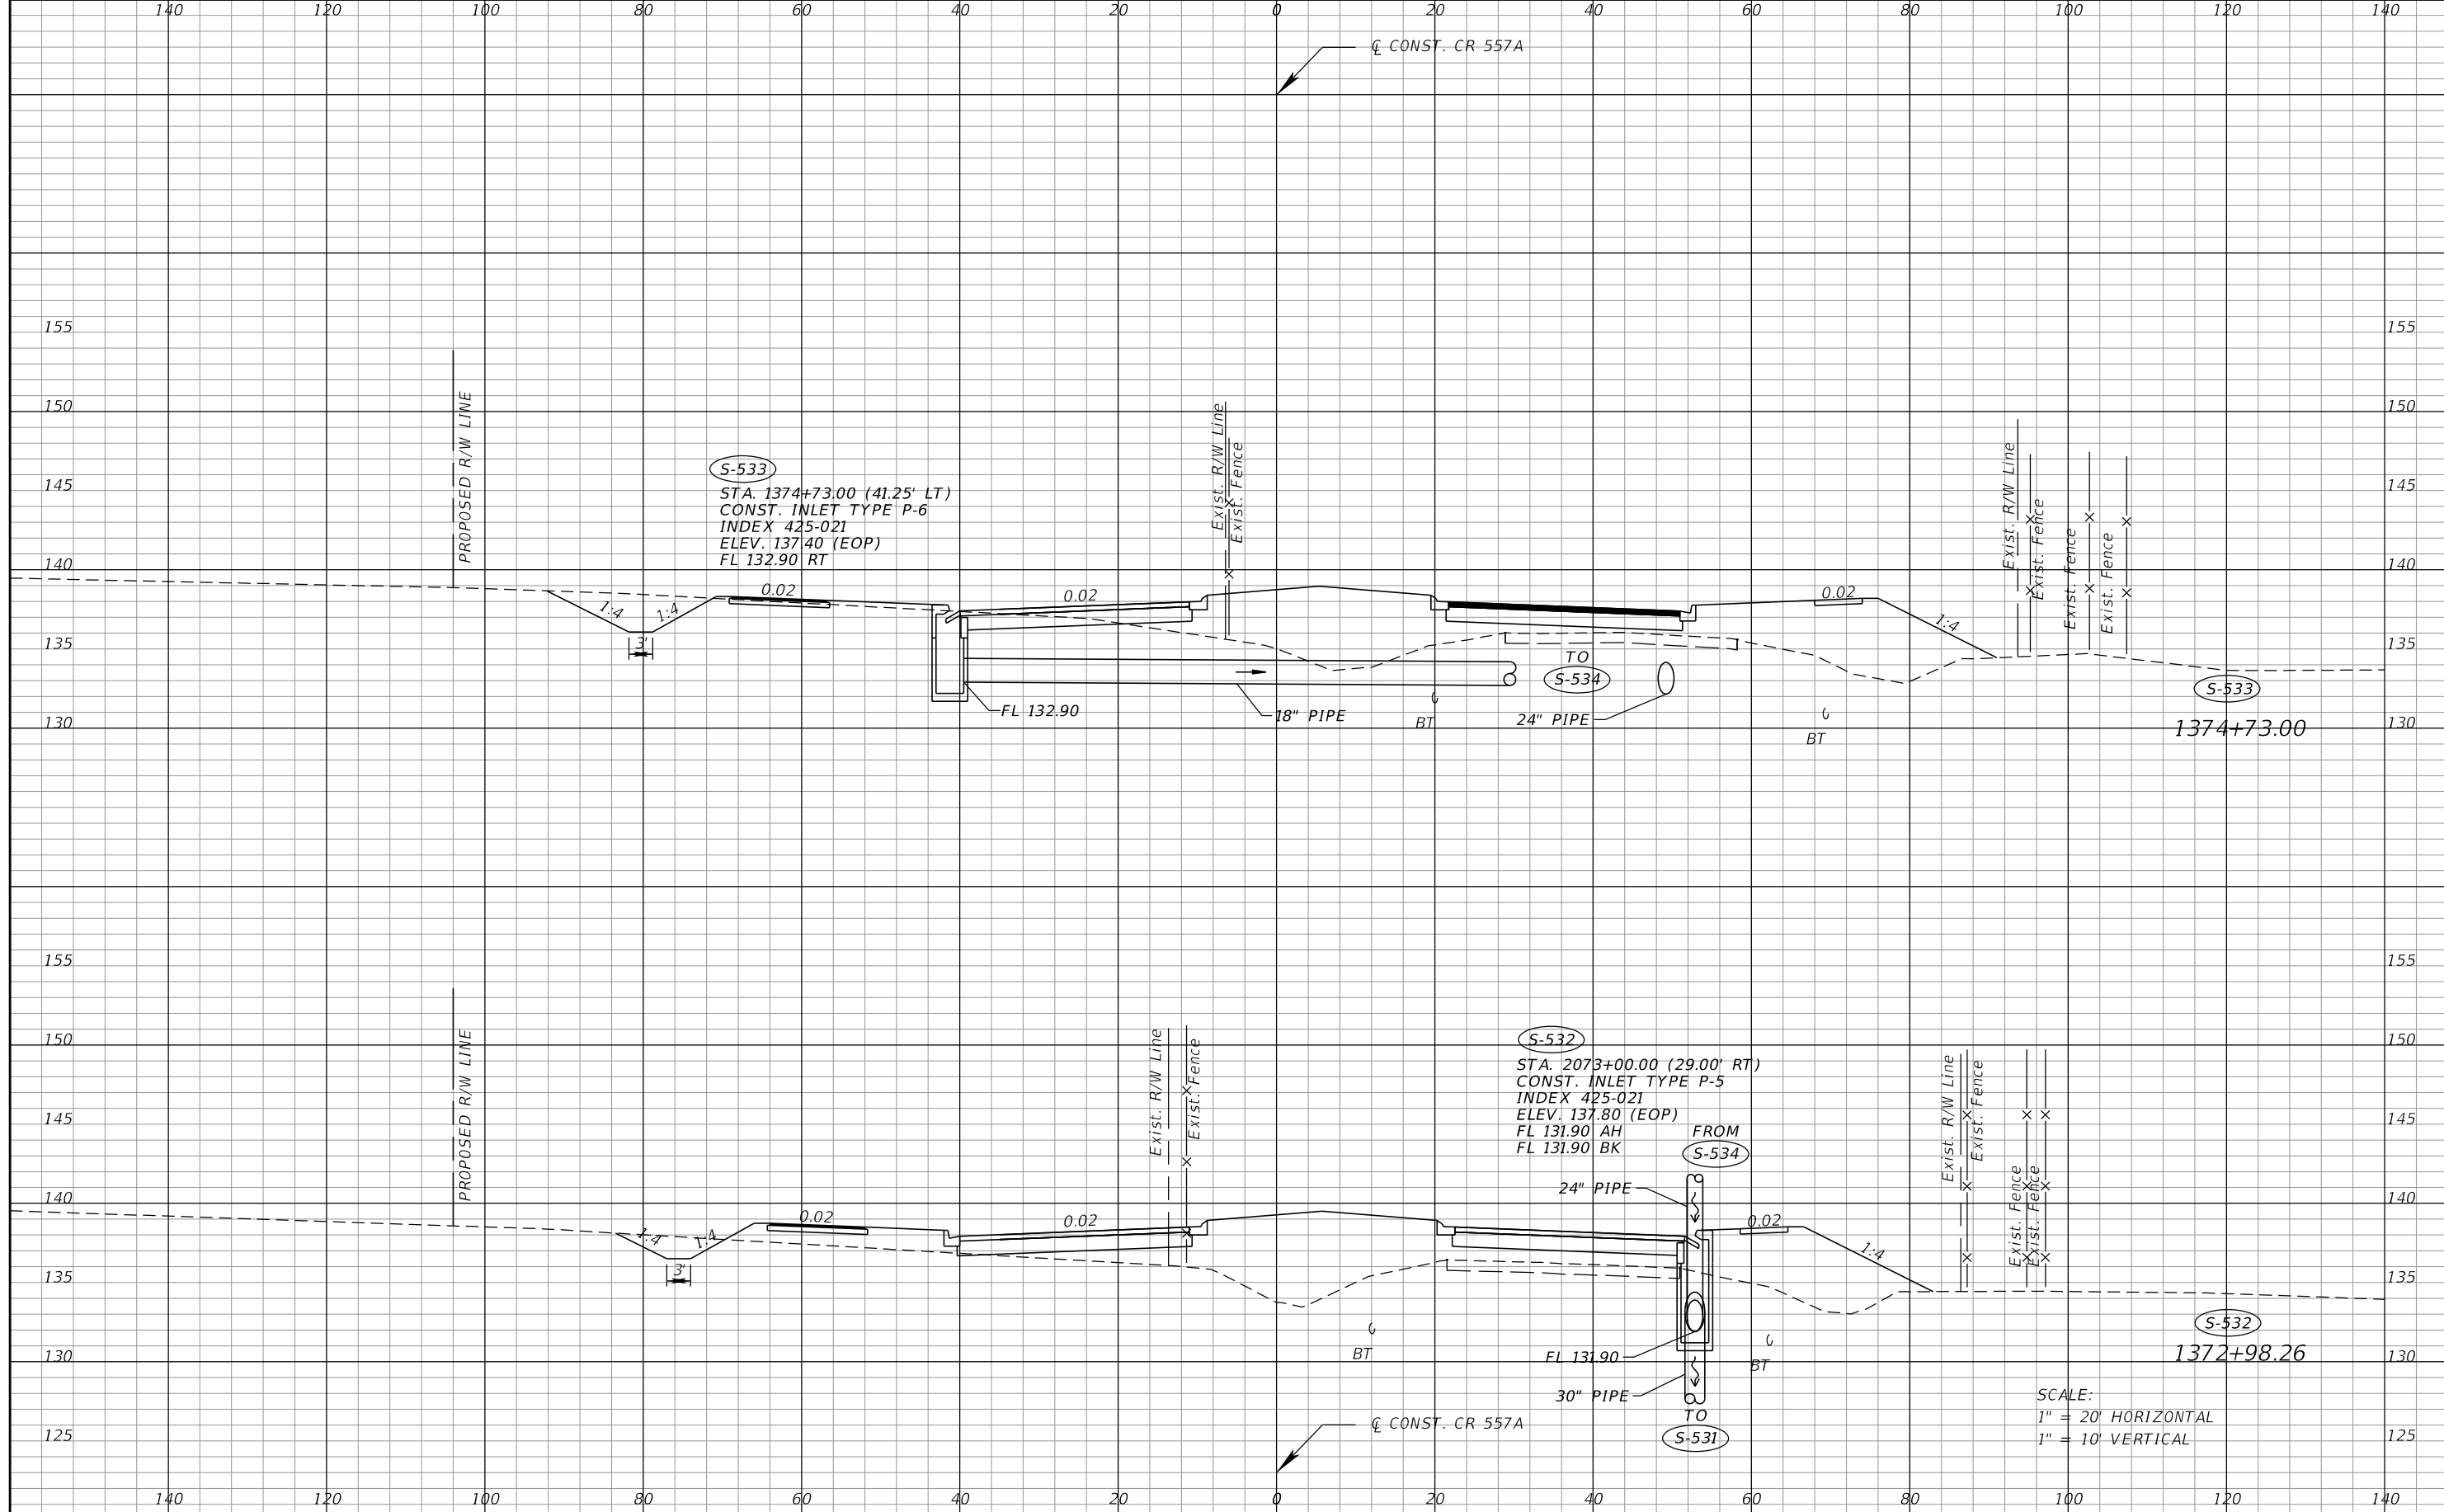 140 120 100 80 60 40 20 0 20 40 60 80 100 120 140
℄ CONST. CR 557A
155 155
150 150
145 145
140 140
135 135
130 130
PROPOSED R/W LINE
S-533
STA. 1374+73.00 (41.25' LT)
CONST. INLET TYPE P-6
INDEX 425-021
ELEV. 137.40 (EOP)
FL 132.90 RT
Exist. R/W Line
Exist. Fence
Exist. R/W Line
Exist. Fence
Exist. Fence
Exist. Fence
1:4
1:4
3'
0.02
0.02
0.02
1:4
TO
S-534
FL 132.90
18" PIPE
BT
24" PIPE
BT
S-533
1374+73.00
155 155
150 150
145 145
140 140
135 135
130 130
125 125
PROPOSED R/W LINE
Exist. R/W Line
Exist. Fence
S-532
STA. 2073+00.00 (29.00' RT)
CONST. INLET TYPE P-5
INDEX 425-021
ELEV. 137.80 (EOP)
FL 131.90 AH
FL 131.90 BK
FROM
S-534
24" PIPE
Exist. R/W Line
Exist. Fence
Exist. Fence
Exist. Fence
1:4
1:4
3'
0.02
0.02
0.02
1:4
BT
FL 131.90
BT
30" PIPE
TO
S-531
S-532
1372+98.26
SCALE:
1" = 20' HORIZONTAL
1" = 10' VERTICAL
℄ CONST. CR 557A
140 120 100 80 60 40 20 0 20 40 60 80 100 120 140